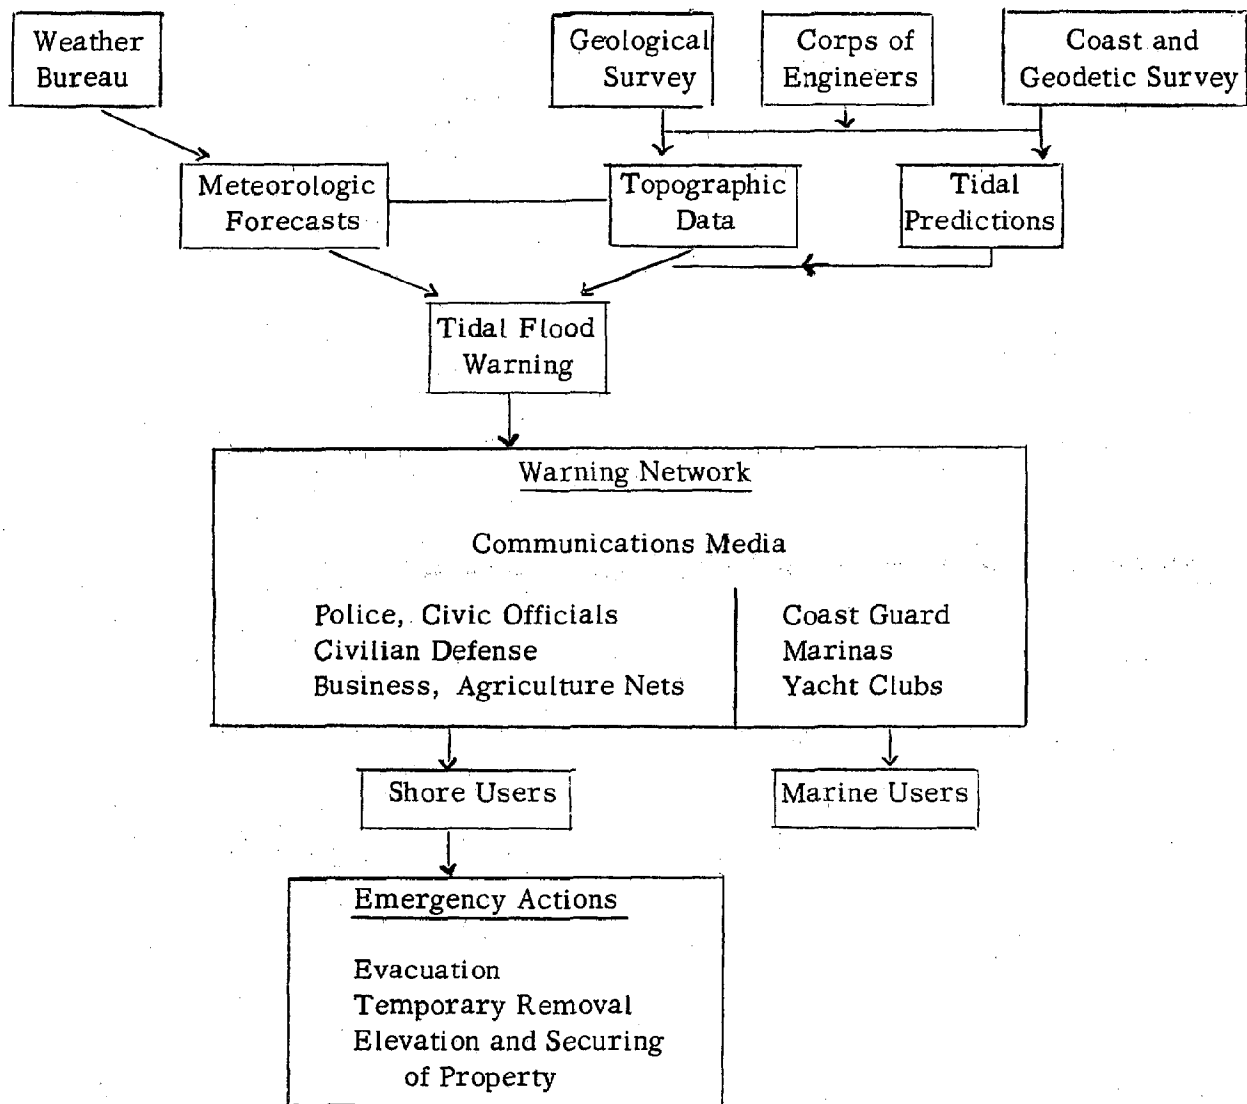 Weather
Bureau
Geological
Survey
Corps of
Engineers
Coast and
Geodetic Survey
Meteorologic
Forecasts
Topographic
Data
Tidal
Predictions
Tidal Flood
Warning
Warning Network
Communications Media
Police, Civic Officials
Civilian Defense
Business, Agriculture Nets
Coast Guard
Marinas
Yacht Clubs
Shore Users
Marine Users
Emergency Actions
Evacuation
Temporary Removal
Elevation and Securing
of Property